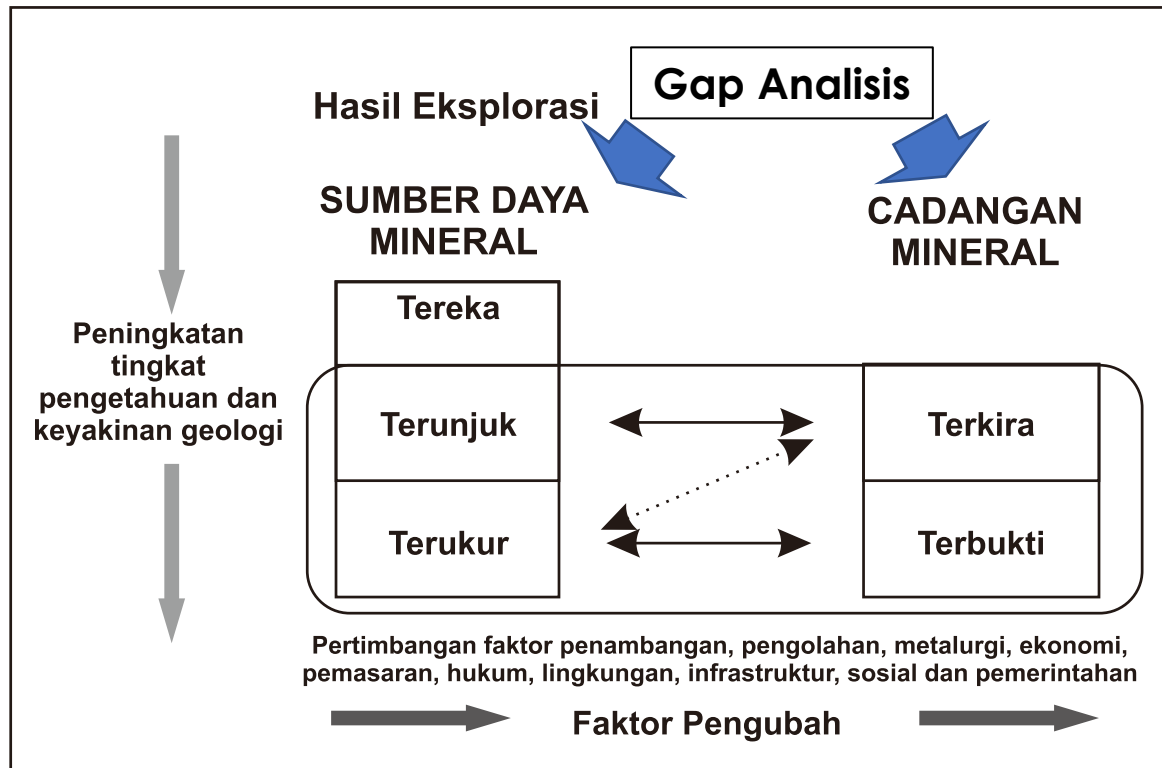 Gap Analisis
Hasil Eksplorasi
SUMBER DAYA
MINERAL
CADANGAN
MINERAL
Tereka
Peningkatan
tingkat
pengetahuan dan
keyakinan geologi
Terunjuk
Terkira
Terukur
Terbukti
Pertimbangan faktor penambangan, pengolahan, metalurgi, ekonomi,
pemasaran, hukum, lingkungan, infrastruktur, sosial dan pemerintahan
Faktor Pengubah